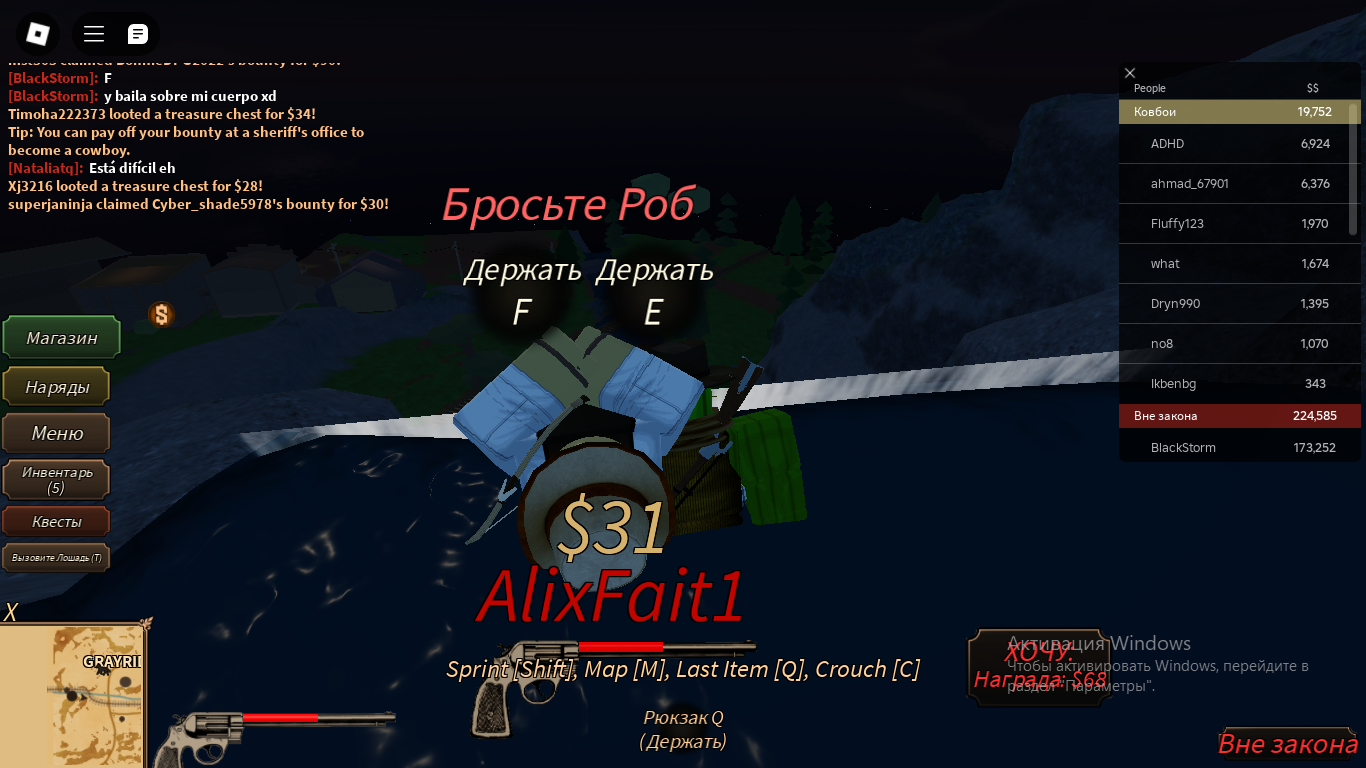 [BlackStorm]: F
[BlackStorm]: y baila sobre mi cuerpo xd
Timoha222373 looted a treasure chest for $34!
Tip: You can pay off your bounty at a sheriff's office to
become a cowboy.
[Nataliatq]: Está difícil eh
Xj3216 looted a treasure chest for $28!
superjaninja claimed Cyber_shade5978's bounty for $30!
People $$
Ковбои 19,752
ADHD 6,924
ahmad_67901 6,376
Fluffy123 1,970
what 1,674
Dryn990 1,395
no8 1,070
lkbenbg 343
Вне закона 224,585
BlackStorm 173,252
Бросьте Роб
Держать Держать
F E
$
Магазин
Наряды
Меню
Инвентарь
(5)
Квесты
Вызовите Лошадь (T)
$31
AlixFait1
X
GRAYRI
Sprint [Shift], Map [M], Last Item [Q], Crouch [C]
Рюкзак Q
(Держать)
ХОЧУ:
Награда: $68
Активация Windows
Чтобы активировать Windows, перейдите в
раздел "Параметры".
Вне закона